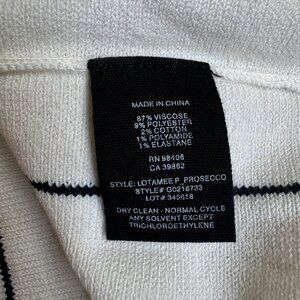 MADE IN CHINA
87% VISCOSE
9% POLYESTER
2% COTTON
1% POLYAMIDE
1% ELASTANE
RN 98406
CA 39862
STYLE: LOTAMEE P_PROSECCO
STYLE# G0216733
LOT# 345618
DRY CLEAN - NORMAL CYCLE
ANY SOLVENT EXCEPT
TRICHLOROETHYLENE